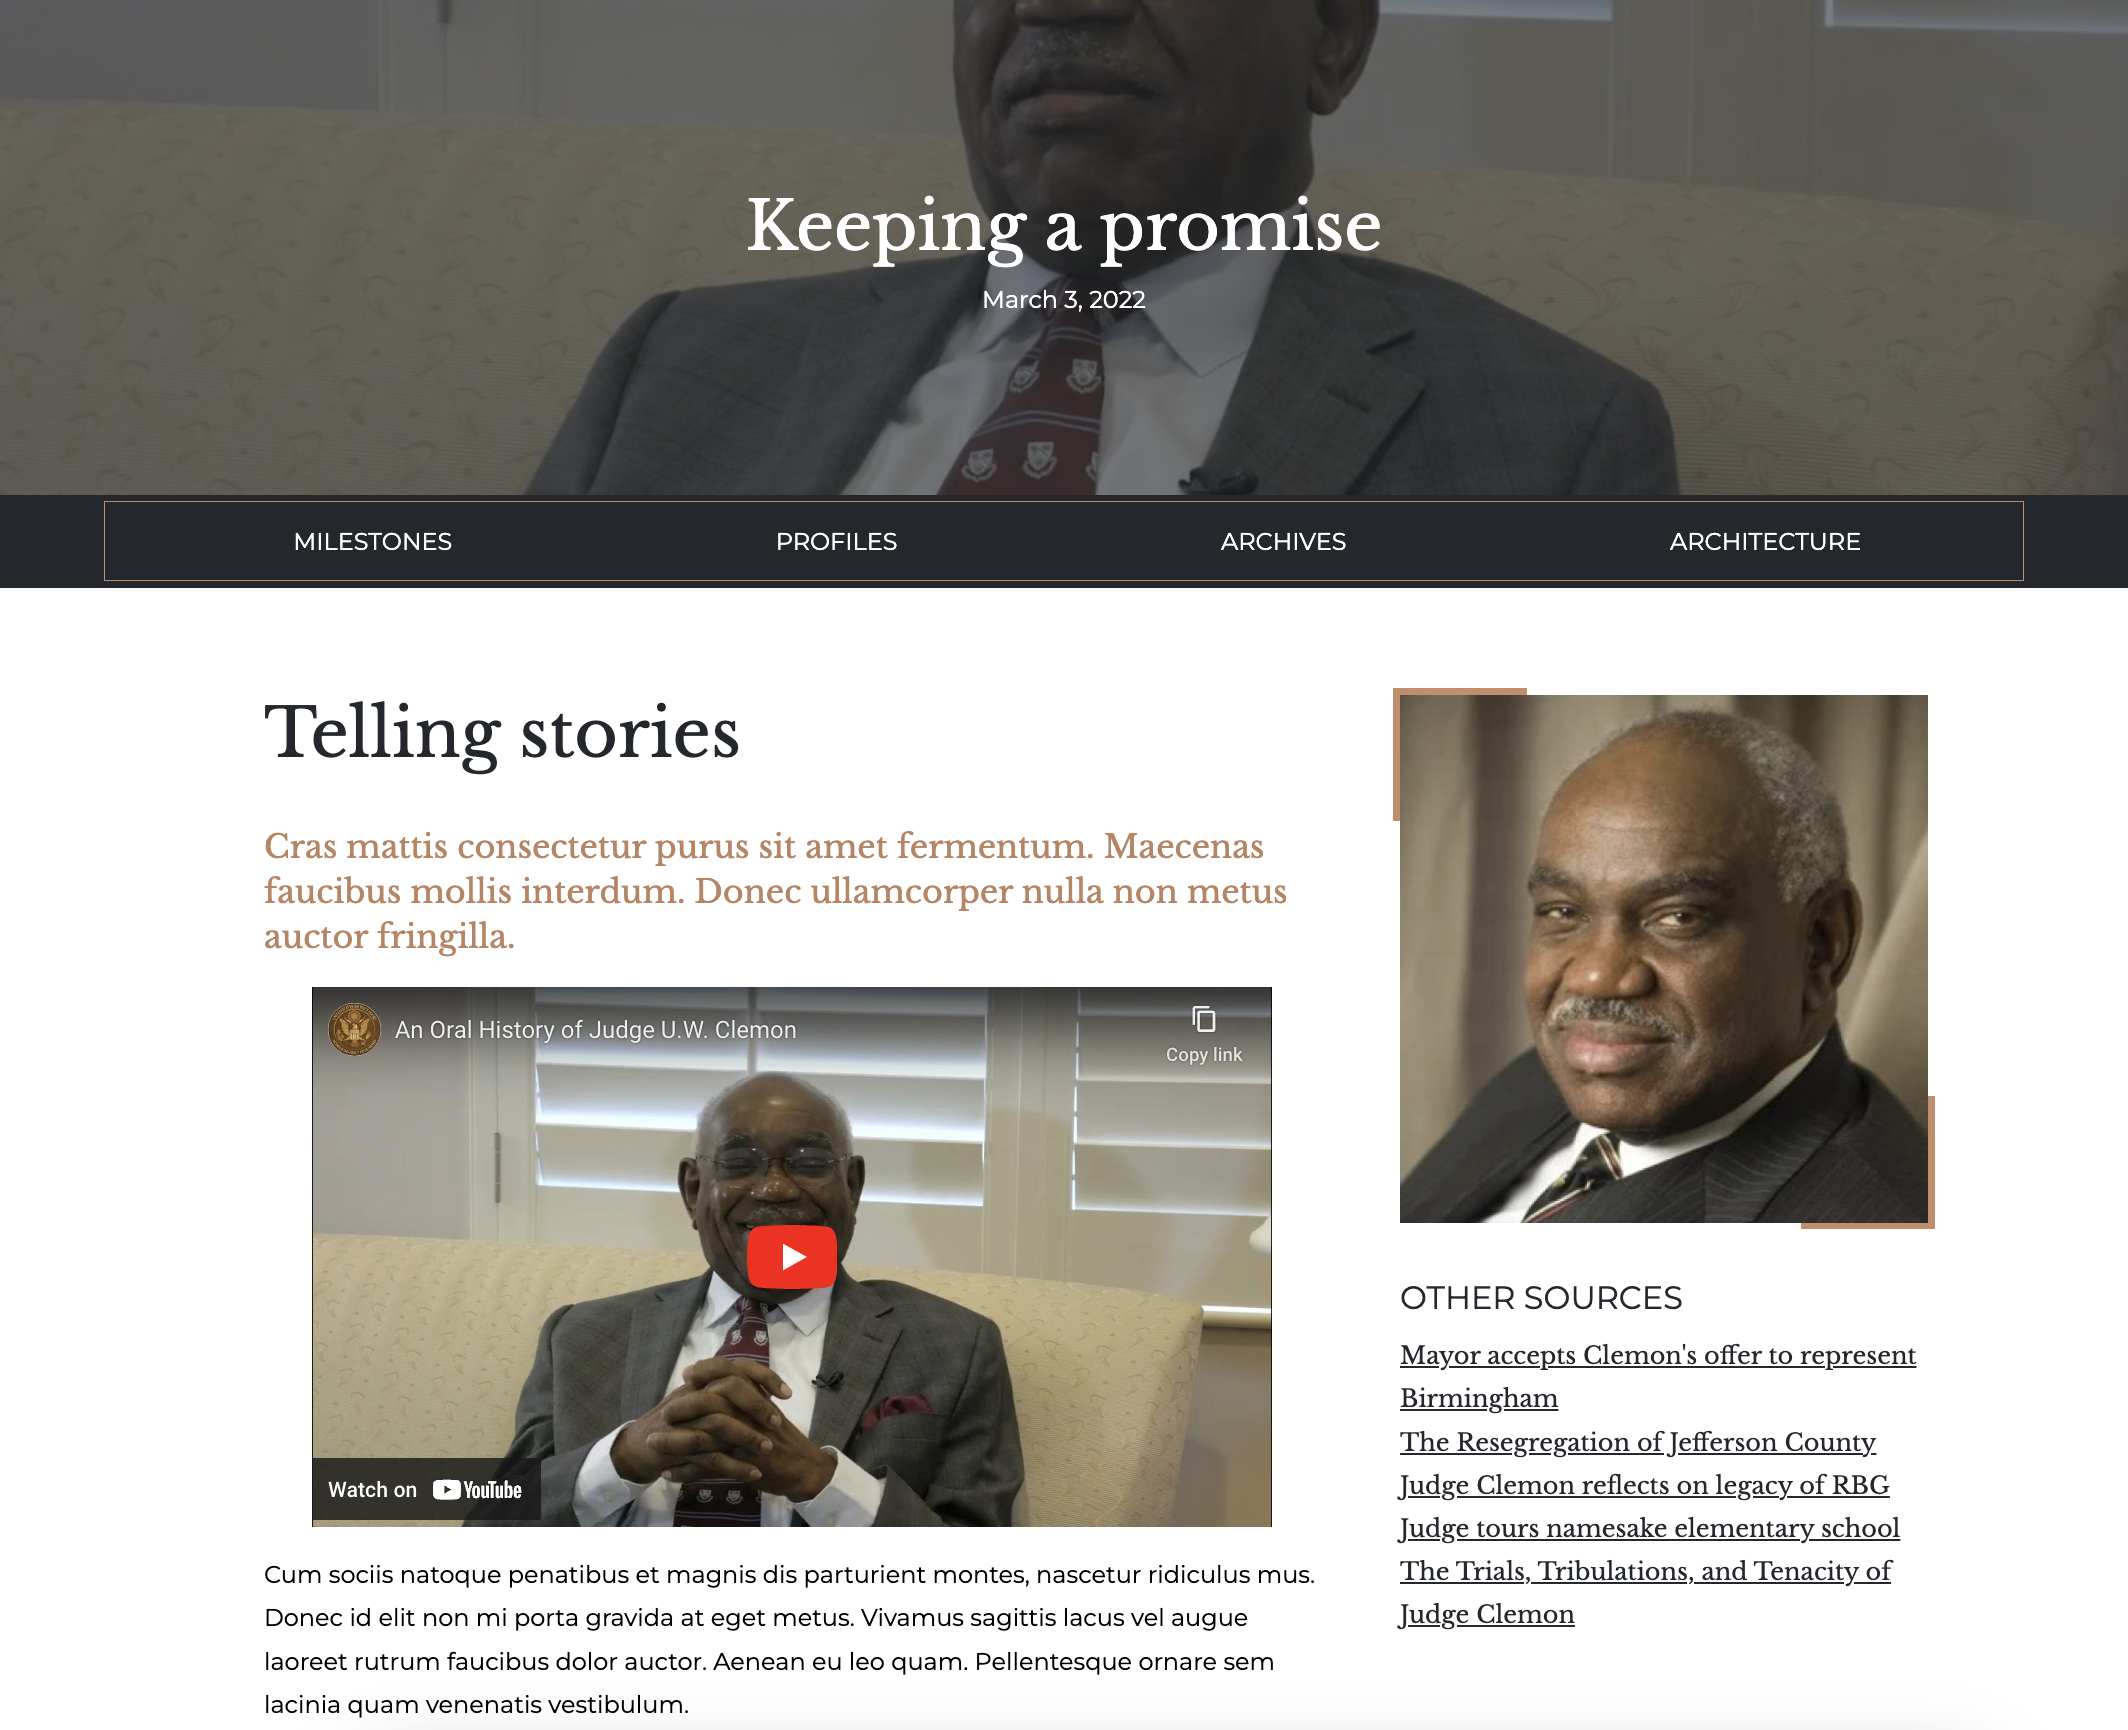 Keeping a promise
March 3, 2022
MILESTONES
PROFILES
ARCHIVES
ARCHITECTURE
Telling stories
Cras mattis consectetur purus sit amet fermentum. Maecenas
faucibus mollis interdum. Donec ullamcorper nulla non metus
auctor fringilla.
An Oral History of Judge U.W. Clemon
Copy link
Watch on YouTube
Cum sociis natoque penatibus et magnis dis parturient montes, nascetur ridiculus mus.
Donec id elit non mi porta gravida at eget metus. Vivamus sagittis lacus vel augue
laoreet rutrum faucibus dolor auctor. Aenean eu leo quam. Pellentesque ornare sem
lacinia quam venenatis vestibulum.
OTHER SOURCES
Mayor accepts Clemon's offer to represent
Birmingham
The Resegregation of Jefferson County
Judge Clemon reflects on legacy of RBG
Judge tours namesake elementary school
The Trials, Tribulations, and Tenacity of
Judge Clemon